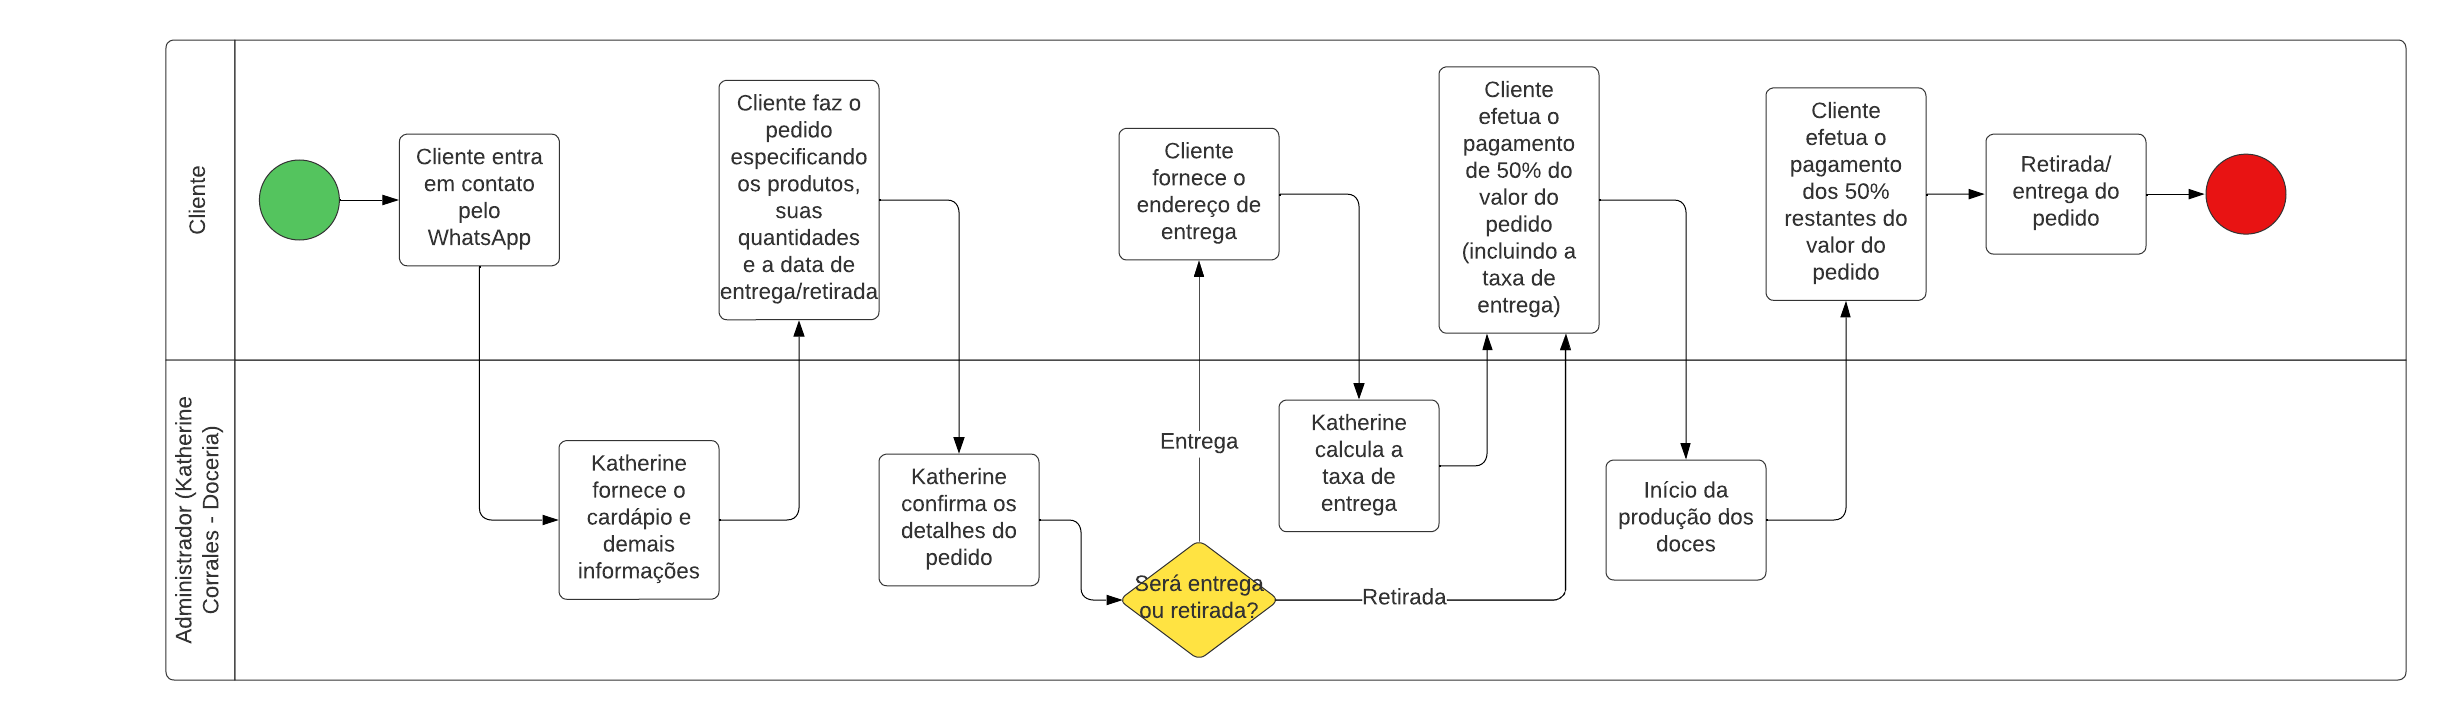 Cliente
Cliente entra
em contato
pelo
WhatsApp
Cliente faz o
pedido
especificando
os produtos,
suas
quantidades
e a data de
entrega/retirada
Cliente
fornece o
endereço de
entrega
Cliente
efetua o
pagamento
de 50% do
valor do
pedido
(incluindo a
taxa de
entrega)
Cliente
efetua o
pagamento
dos 50%
restantes do
valor do
pedido
Retirada/
entrega do
pedido
Administrador (Katherine
Corrales - Doceria)
Katherine
fornece o
cardápio e
demais
informações
Katherine
confirma os
detalhes do
pedido
Será entrega
ou retirada?
Entrega
Retirada
Katherine
calcula a
taxa de
entrega
Início da
produção dos
doces